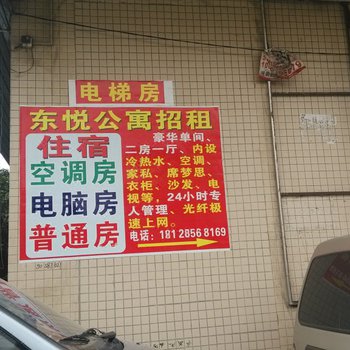 电梯房
东悦公寓招租
住宿
空调房
电脑房
普通房
豪华单间、
二房一厅、内设
冷热水、空调、
家私、席梦思、
衣柜、沙发、电
视等，24小时专
人管理、光纤极
速上网。
电话：181 2856 8169